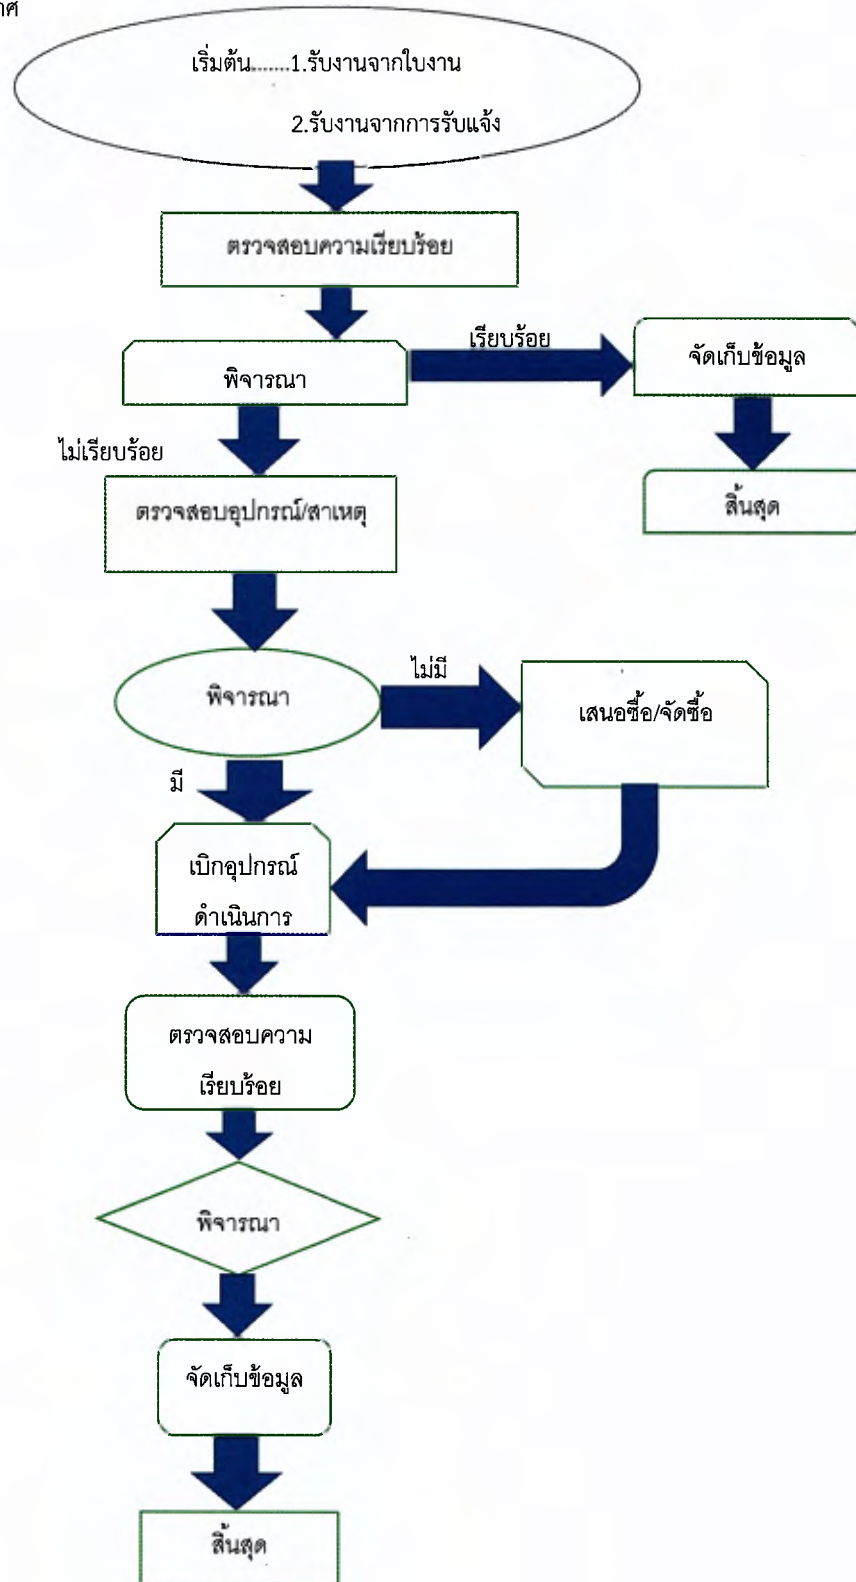 เริ่มต้น.......1.รับงานจากใบงาน
2.รับงานจากการรับแจ้ง
ตรวจสอบความเรียบร้อย
เรียบร้อย
พิจารณา
จัดเก็บข้อมูล
ไม่เรียบร้อย
ตรวจสอบอุปกรณ์/สาเหตุ
สิ้นสุด
พิจารณา
ไม่มี
เสนอซื้อ/จัดซื้อ
มี
เบิกอุปกรณ์
ดำเนินการ
ตรวจสอบความ
เรียบร้อย
พิจารณา
จัดเก็บข้อมูล
สิ้นสุด